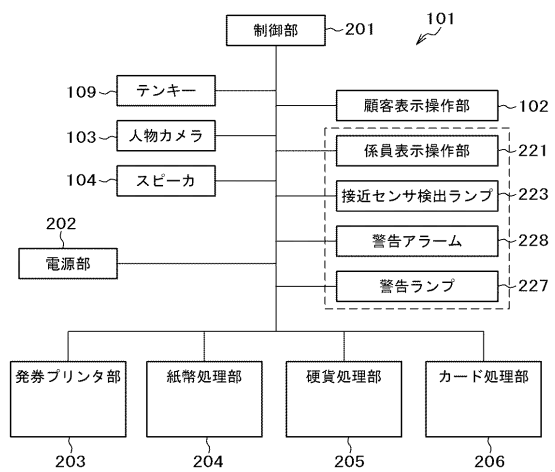 制御部
201
101
109
テンキー
顧客表示操作部
102
103
人物カメラ
係員表示操作部
221
104
スピーカ
接近センサ検出ランプ
223
202
電源部
警告アラーム
228
警告ランプ
227
発券プリンタ部
紙幣処理部
硬貨処理部
カード処理部
203
204
205
206